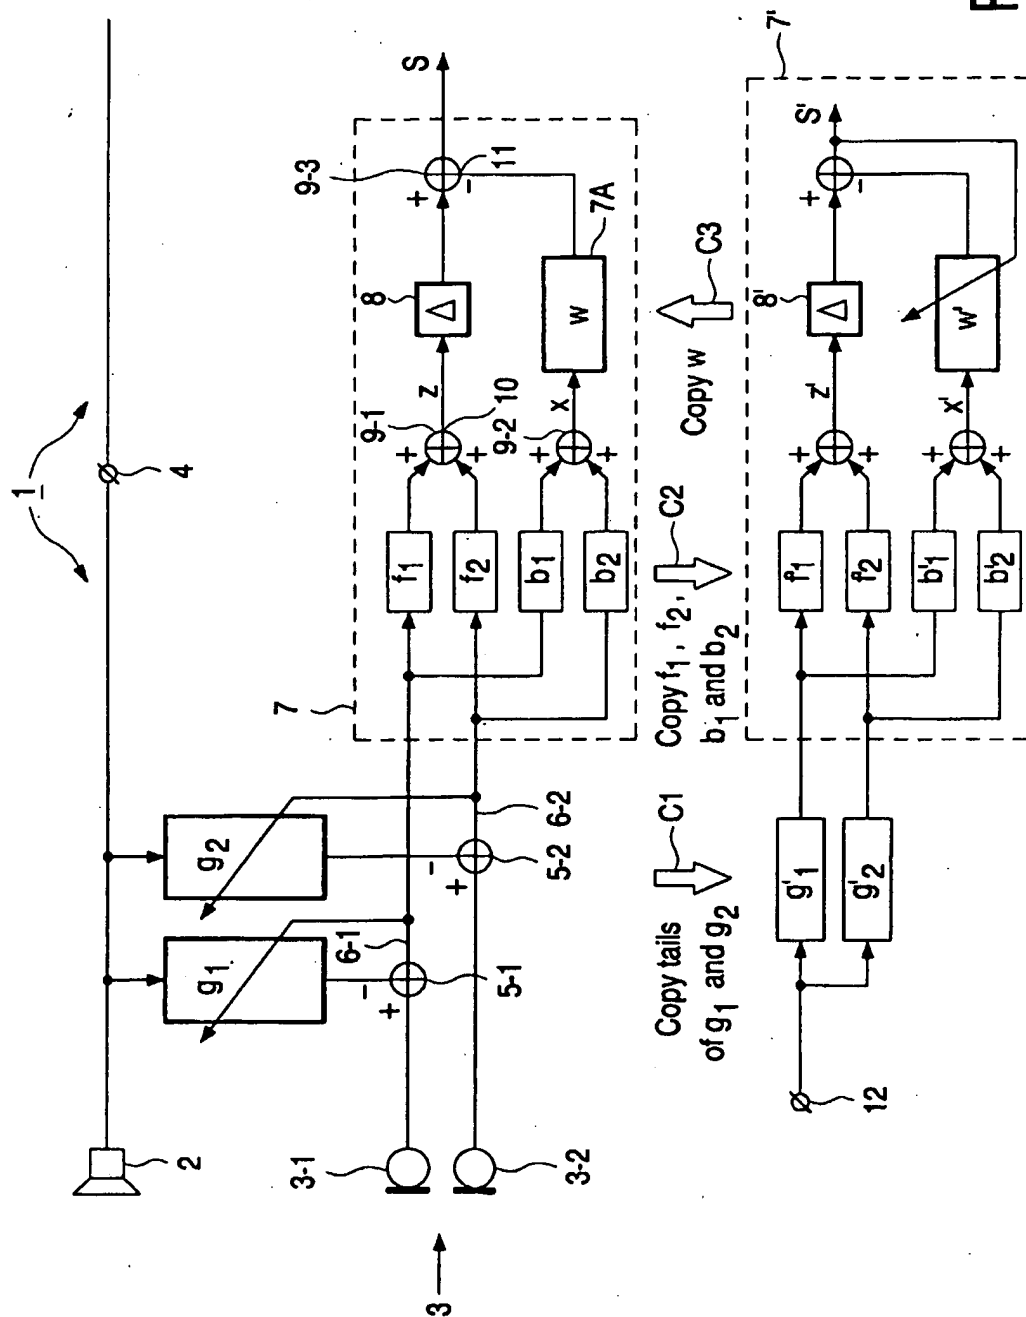 1
4
2
g1
g2
3
3-1
3-2
6-1
5-1
6-2
5-2
+
-
+
-
7
f1
f2
b1
b2
9-1
+
+
10
z
8
Δ
9-2
+
+
x
w
7A
9-3
+
-
11
S
Copy tails
of g1 and g2
C1
Copy f1, f2,
b1 and b2
C2
Copy w
C3
12
g'1
g'2
7'
f'1
f'2
b'1
b'2
+
+
z'
8'
Δ
+
+
x'
w'
+
-
S'